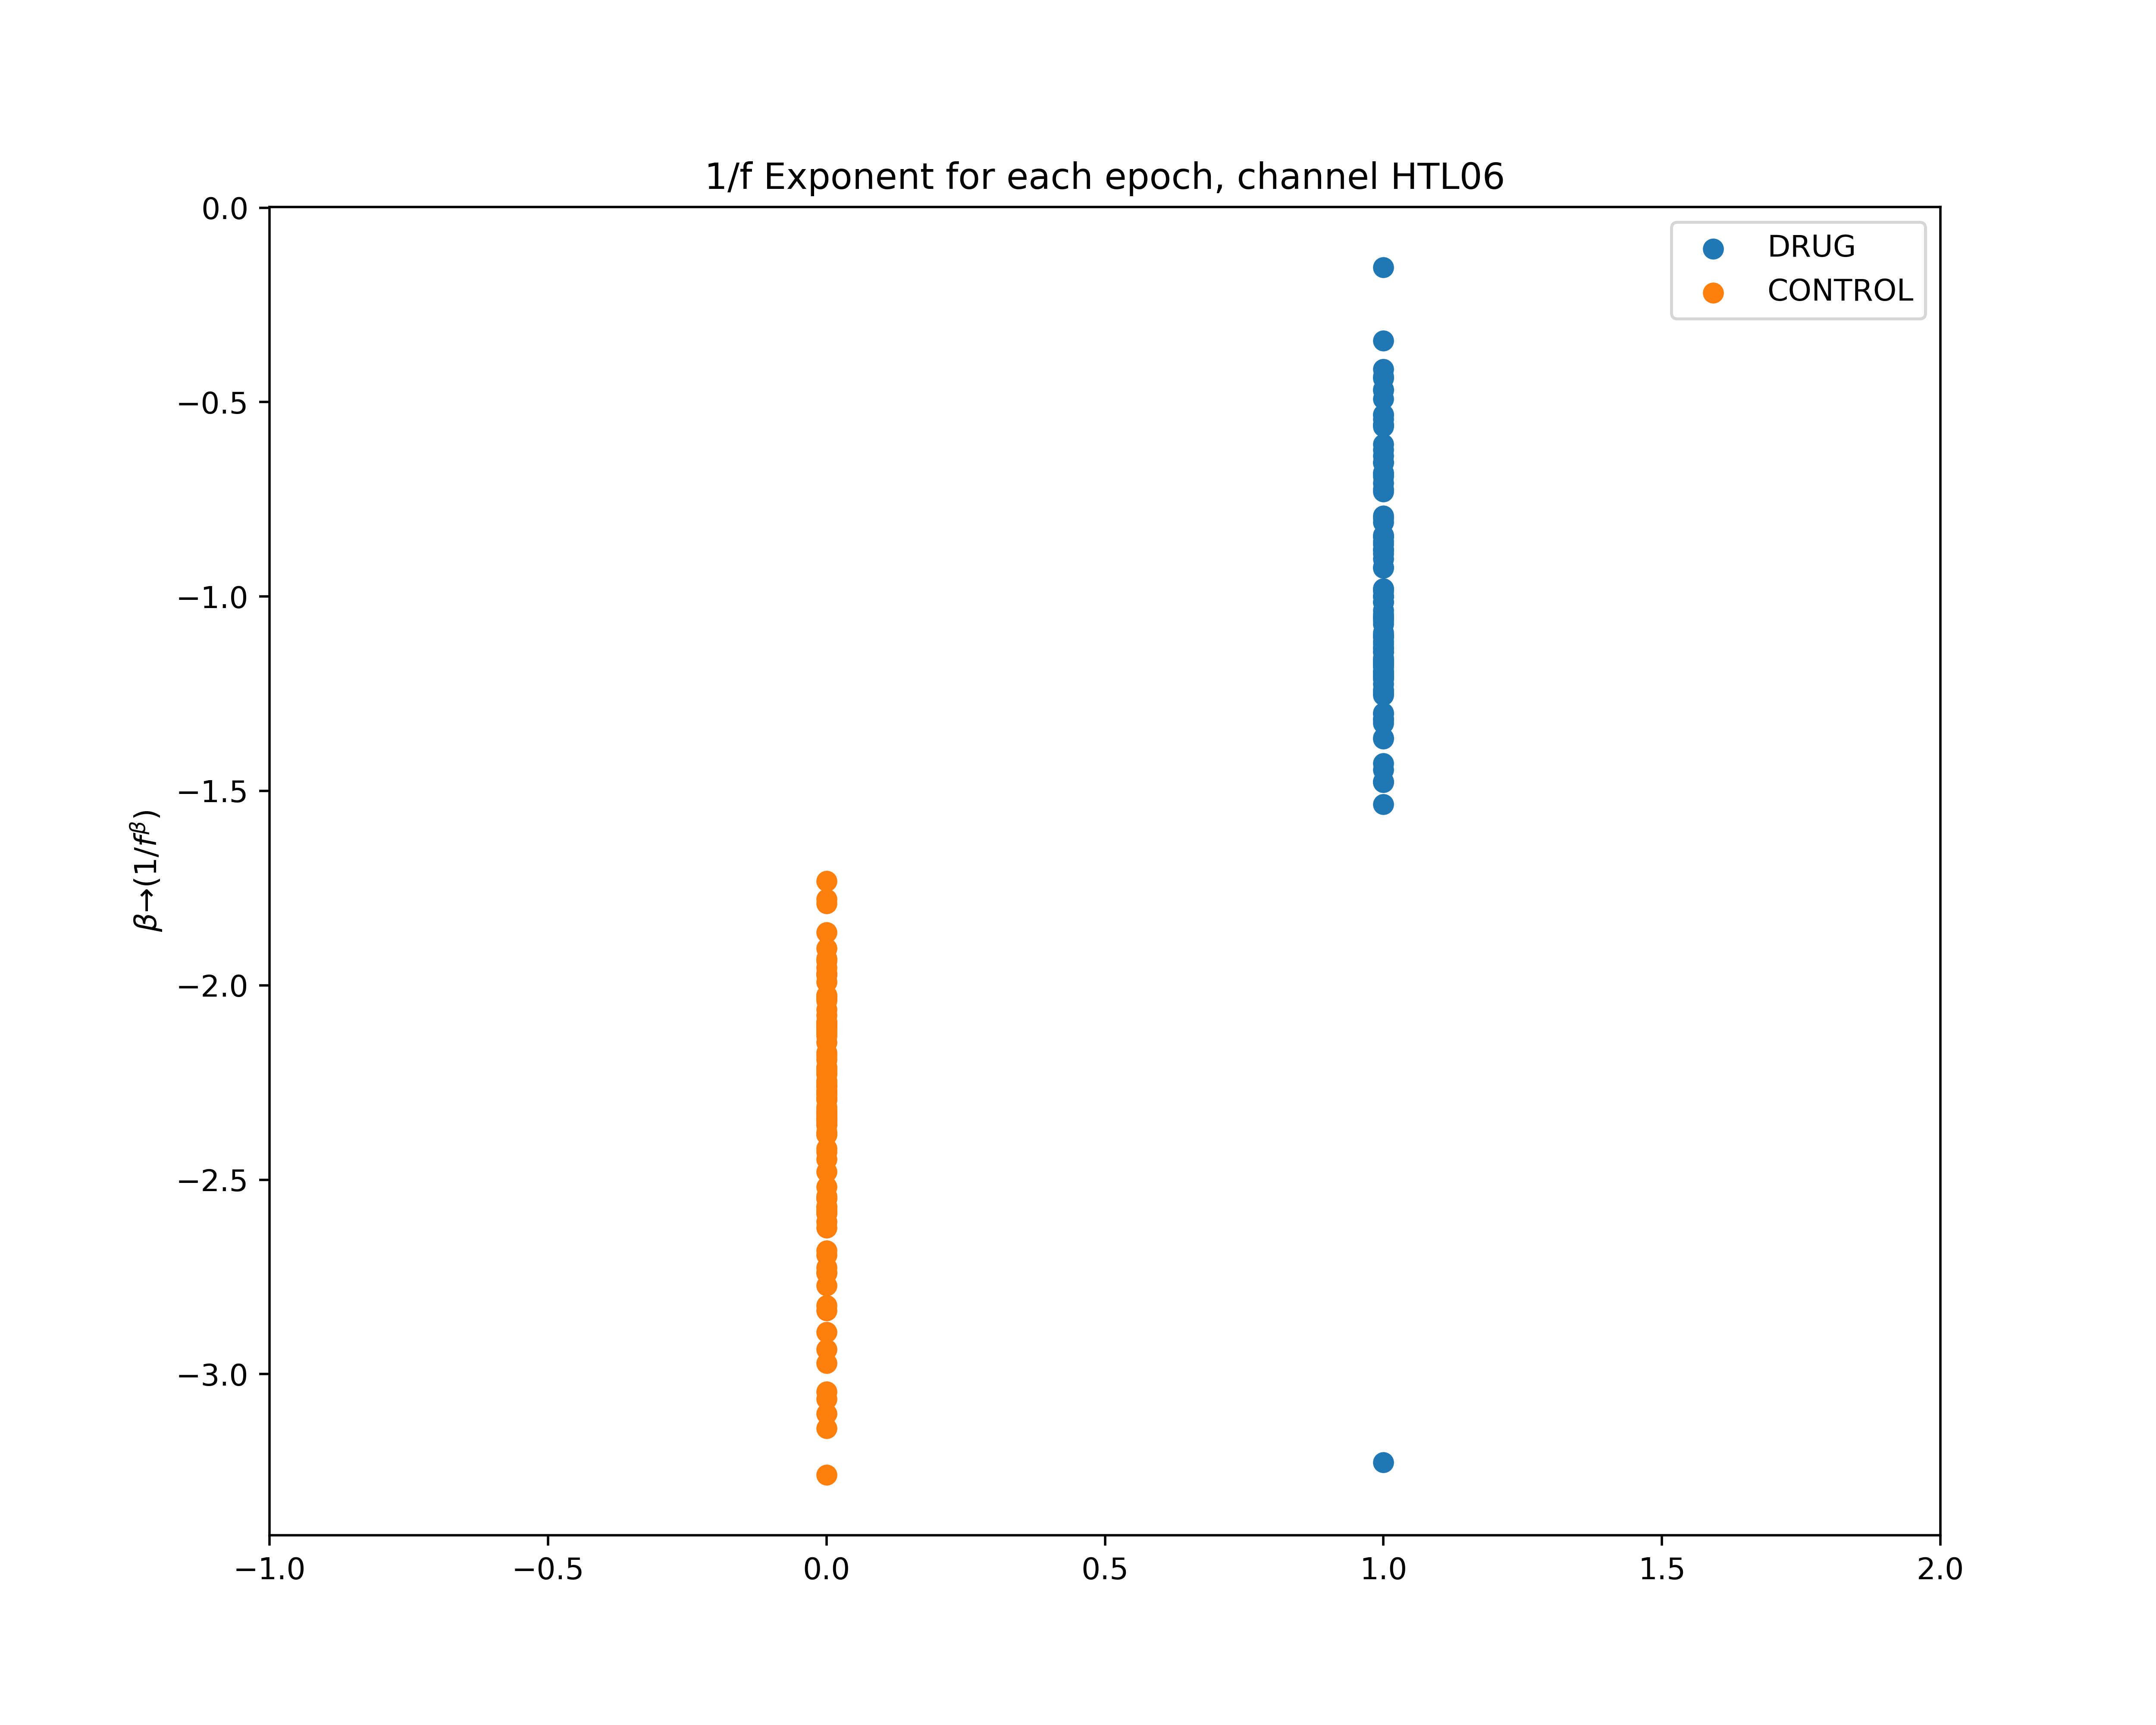 1/f Exponent for each epoch, channel HTL06
DRUG
CONTROL
β→(1/f^β)
0.0
−0.5
−1.0
−1.5
−2.0
−2.5
−3.0
−1.0 −0.5 0.0 0.5 1.0 1.5 2.0